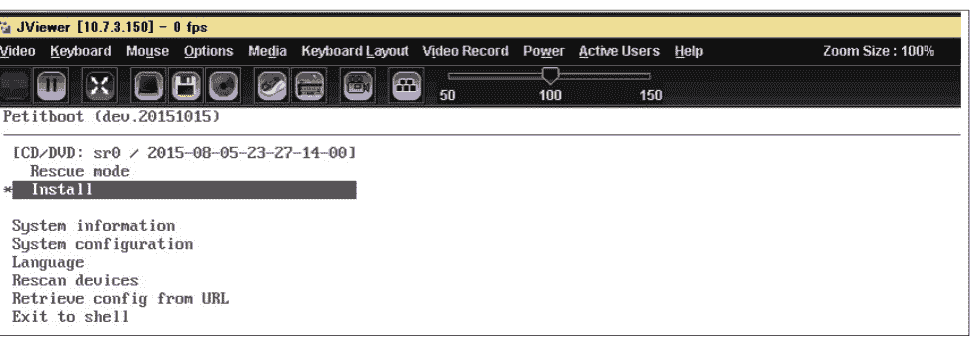 JViewer [10.7.3.150] - 0 fps
Video Keyboard Mouse Options Media Keyboard Layout Video Record Power Active Users Help Zoom Size : 100%
50 100 150
Petitboot (dev.20151015)
[CD/DVD: sr0 / 2015-08-05-23-27-14-00]
Rescue mode
* Install
System information
System configuration
Language
Rescan devices
Retrieve config from URL
Exit to shell